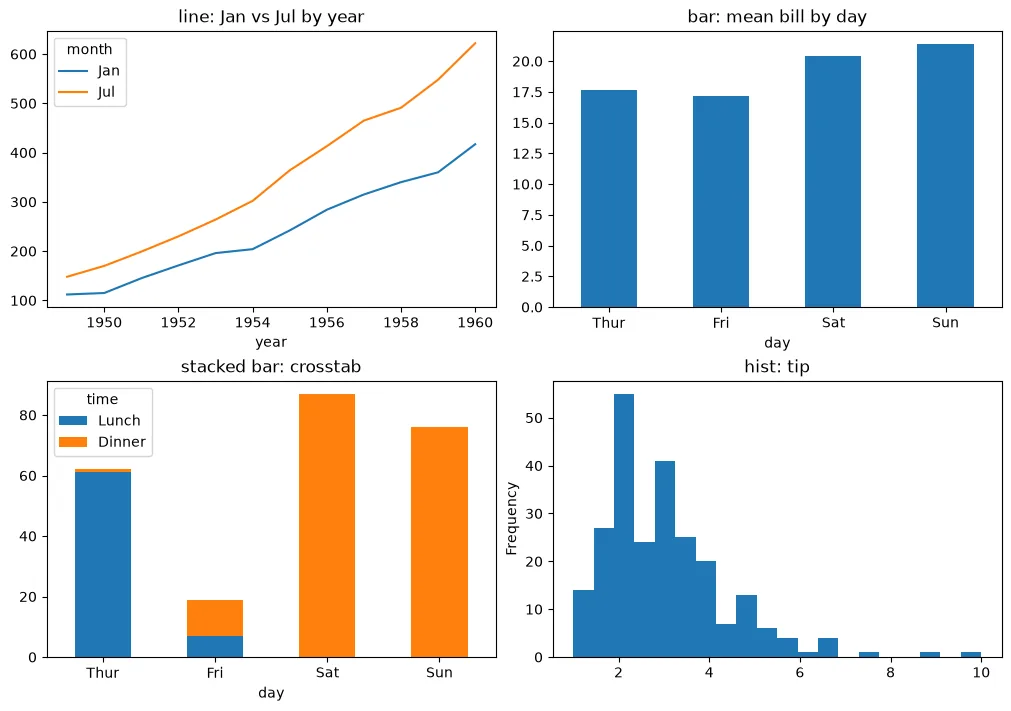 line: Jan vs Jul by year
month
Jan
Jul
600
500
400
300
200
100
1950 1952 1954 1956 1958 1960
year
bar: mean bill by day
20.0
17.5
15.0
12.5
10.0
7.5
5.0
2.5
0.0
Thur Fri Sat Sun
day
stacked bar: crosstab
time
Lunch
Dinner
80
60
40
20
0
Thur Fri Sat Sun
day
hist: tip
Frequency
50
40
30
20
10
0
2 4 6 8 10